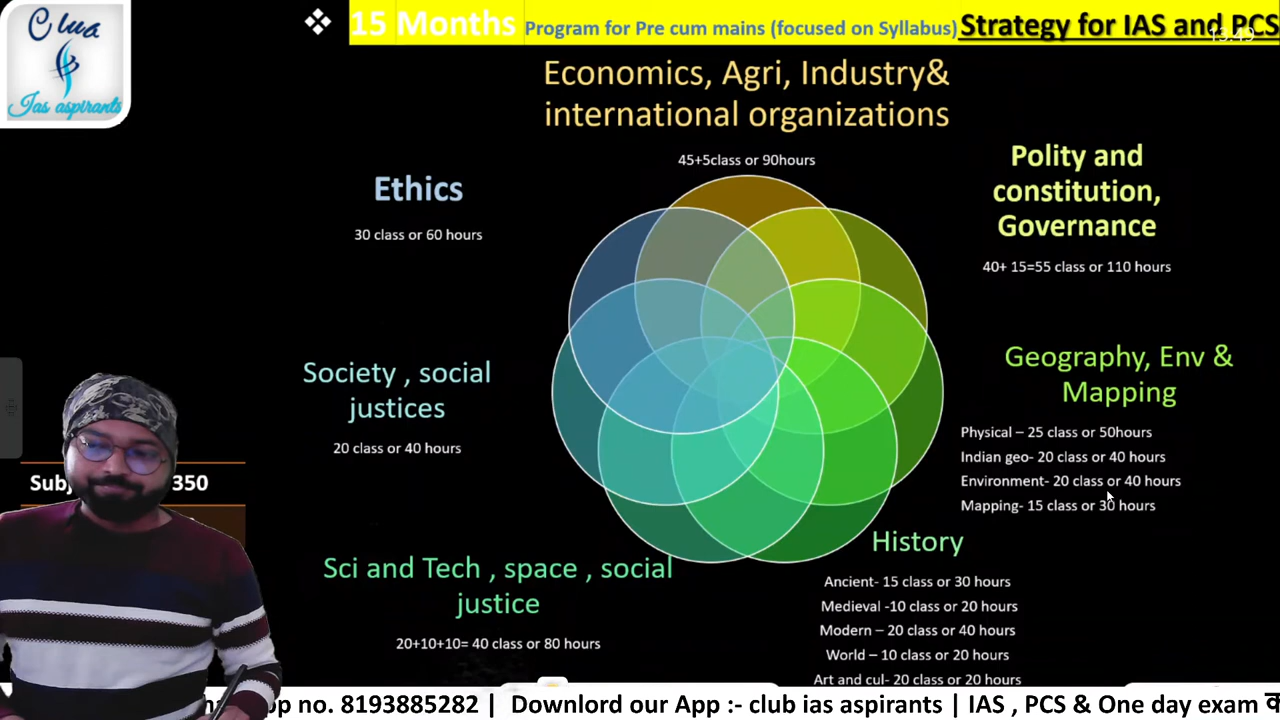 Club
Ias aspirants
❖ 15 Months Program for Pre cum mains (focused on Syllabus) Strategy for IAS and PCS
Economics, Agri, Industry&
international organizations
45+5class or 90hours
Polity and
constitution,
Governance
40+ 15=55 class or 110 hours
Ethics
30 class or 60 hours
Geography, Env &
Mapping
Physical – 25 class or 50hours
Indian geo- 20 class or 40 hours
Environment- 20 class or 40 hours
Mapping- 15 class or 30 hours
Society , social
justices
20 class or 40 hours
350
History
Ancient- 15 class or 30 hours
Medieval -10 class or 20 hours
Modern – 20 class or 40 hours
World – 10 class or 20 hours
Art and cul- 20 class or 20 hours
Sci and Tech , space , social
justice
20+10+10= 40 class or 80 hours
no. 8193885282 | Downlord our App :- club ias aspirants | IAS , PCS & One day exam